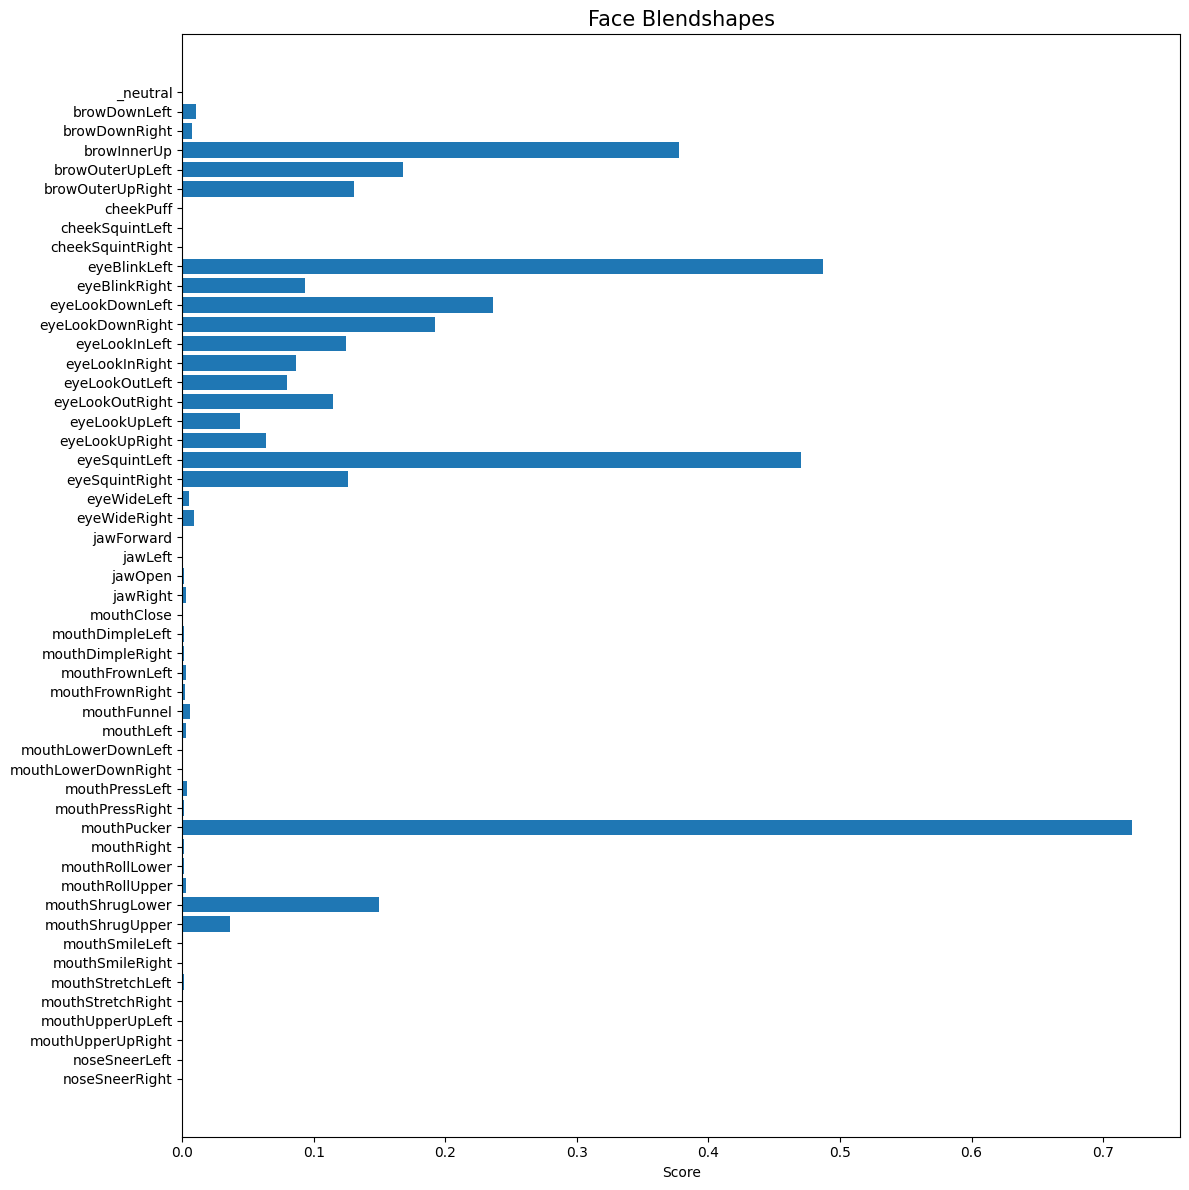 Face Blendshapes
_neutral
browDownLeft
browDownRight
browInnerUp
browOuterUpLeft
browOuterUpRight
cheekPuff
cheekSquintLeft
cheekSquintRight
eyeBlinkLeft
eyeBlinkRight
eyeLookDownLeft
eyeLookDownRight
eyeLookInLeft
eyeLookInRight
eyeLookOutLeft
eyeLookOutRight
eyeLookUpLeft
eyeLookUpRight
eyeSquintLeft
eyeSquintRight
eyeWideLeft
eyeWideRight
jawForward
jawLeft
jawOpen
jawRight
mouthClose
mouthDimpleLeft
mouthDimpleRight
mouthFrownLeft
mouthFrownRight
mouthFunnel
mouthLeft
mouthLowerDownLeft
mouthLowerDownRight
mouthPressLeft
mouthPressRight
mouthPucker
mouthRight
mouthRollLower
mouthRollUpper
mouthShrugLower
mouthShrugUpper
mouthSmileLeft
mouthSmileRight
mouthStretchLeft
mouthStretchRight
mouthUpperUpLeft
mouthUpperUpRight
noseSneerLeft
noseSneerRight
0.0 0.1 0.2 0.3 0.4 0.5 0.6 0.7
Score